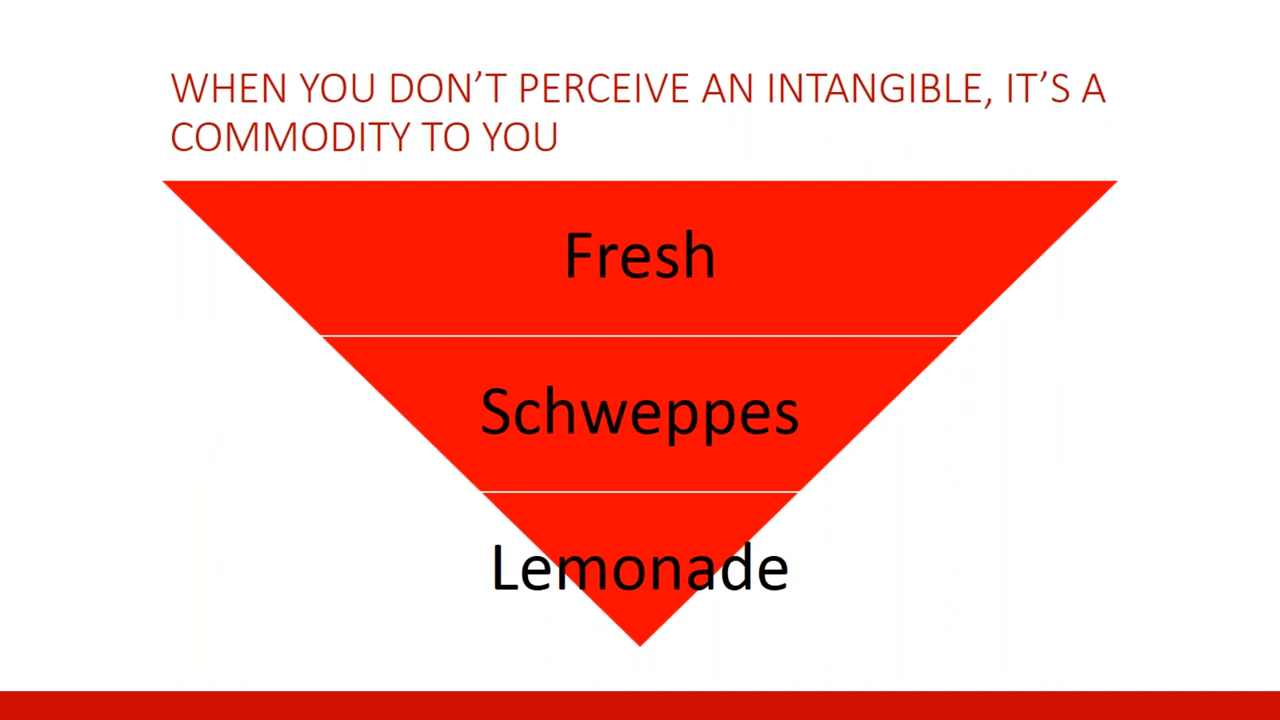 WHEN YOU DON’T PERCEIVE AN INTANGIBLE, IT’S A
COMMODITY TO YOU
Fresh
Schweppes
Lemonade